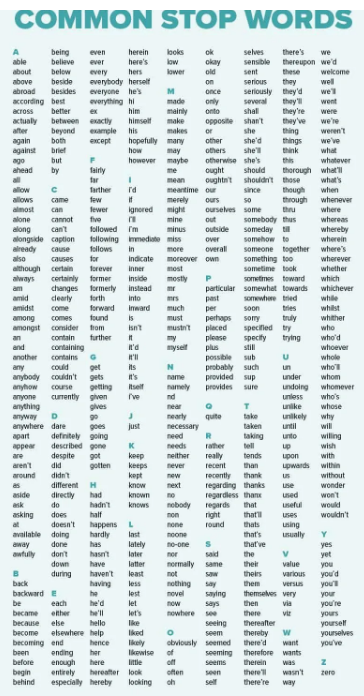 COMMON STOP WORDS
A
able
about
above
abroad
according
across
actually
after
again
against
ago
ahead
all
allow
allows
almost
alone
along
alongside
already
also
although
always
am
amid
amidst
among
amongst
an
and
another
any
anybody
anyhow
anyone
anything
anyway
anywhere
apart
appear
are
aren't
around
as
aside
ask
asking
at
available
away
awfully
B
back
backward
be
became
because
become
becoming
been
before
begin
behind
being
believe
below
beside
besides
best
better
between
beyond
both
brief
but
by
C
came
can
cannot
can't
caption
cause
causes
certain
certainly
changes
clearly
come
comes
consider
contain
containing
contains
could
couldn't
course
currently
D
dare
definitely
described
despite
did
didn't
different
directly
do
does
doesn't
doing
done
don't
down
during
E
each
either
else
elsewhere
end
ending
enough
entirely
especially
even
ever
every
everybody
everyone
everything
ex
exactly
example
except
F
fairly
far
farther
few
fewer
five
followed
following
follows
for
forever
former
formerly
forth
forward
found
from
further
G
get
gets
getting
given
gives
go
goes
going
gone
got
gotten
H
had
hadn't
half
happens
hardly
has
hasn't
have
haven't
having
he
he'd
he'll
hello
help
hence
her
here
hereafter
hereby
herein
here's
herself
he's
hi
him
himself
his
hopefully
how
however
I
I'd
if
ignored
i'll
i'm
immediate
in
indicate
inner
inside
instead
into
inward
is
isn't
it
it'd
it'll
its
it's
itself
i've
J
just
K
keep
keeps
kept
know
known
knows
L
last
lately
later
latter
least
less
lest
let
let's
like
liked
likely
likewise
little
look
looking
looks
low
lower
M
made
mainly
make
makes
many
may
maybe
me
mean
meantime
merely
might
mine
minus
miss
more
moreover
most
mostly
mr
mrs
much
must
mustn't
my
myself
N
name
namely
nd
near
nearly
necessary
need
needs
neither
never
new
next
no
nobody
non
none
noon
no-one
nor
normally
not
nothing
novel
now
nowhere
O
obviously
of
off
often
oh
ok
okay
old
on
once
only
onto
opposite
or
other
others
otherwise
ought
oughtn't
our
ours
ourselves
out
outside
over
overall
own
P
particular
past
per
perhaps
placed
please
plus
possible
probably
provided
provides
Q
quite
R
rather
really
recent
recently
regarding
regardless
regards
right
round
S
said
same
saw
say
saying
says
see
seeing
seem
seemed
seeming
seems
seen
self
selves
sensible
sent
serious
seriously
several
shall
shan't
she
she'd
she'll
she's
should
shouldn't
since
so
some
somebody
someday
somehow
someone
something
sometime
sometimes
somewhat
somewhere
soon
sorry
specified
specify
still
sub
such
sup
sure
T
take
taken
taking
tell
tends
than
thank
thanks
thanx
that
that'll
thats
that's
that've
the
their
theirs
them
themselves
then
there
thereafter
thereby
there'd
therefore
therein
there'll
there're
there's
thereupon
these
they
they'd
they'll
they're
they've
thing
things
think
this
thorough
those
though
through
thru
thus
till
to
together
too
took
toward
towards
tried
tries
truly
try
trying
U
un
under
undoing
unless
unlike
unlikely
until
unto
up
upon
upwards
us
use
used
useful
uses
using
usually
V
value
various
versus
very
via
viz
W
want
wants
was
wasn't
way
we
we'd
welcome
well
we'll
went
were
we're
weren't
we've
what
whatever
what'll
what's
when
whenever
where
whereas
whereby
wherein
where's
wherever
whether
which
whichever
while
whilst
whither
who
who'd
whoever
whole
who'll
whom
whomever
who's
whose
why
will
willing
wish
with
within
without
wonder
won't
would
wouldn't
Y
yes
yet
you
you'd
you'll
your
you're
yours
yourself
yourselves
you've
Z
zero